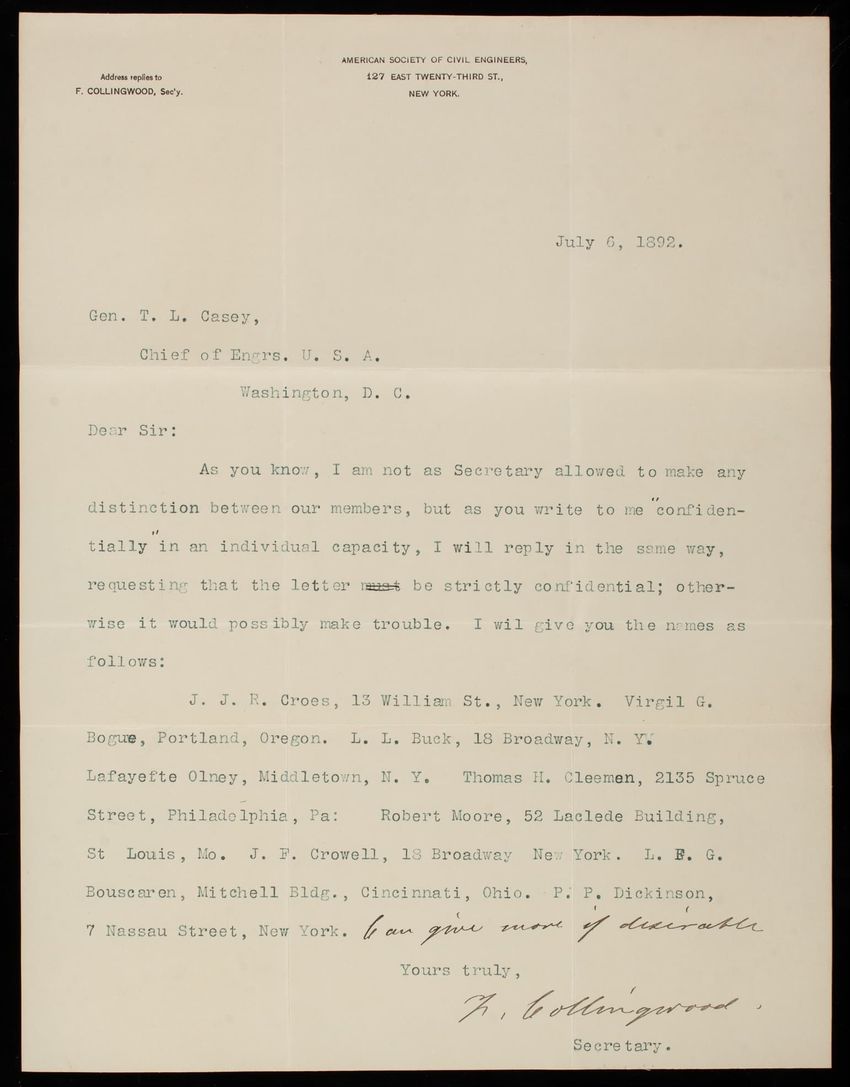 AMERICAN SOCIETY OF CIVIL ENGINEERS,
127 EAST TWENTY-THIRD ST.,
NEW YORK.
Address replies to
F. COLLINGWOOD, Sec'y.
July 6, 1892.
Gen. T. L. Casey,
Chief of Engrs. U. S. A.
Washington, D. C.
Dear Sir:
As you know, I am not as Secretary allowed to make any
distinction between our members, but as you write to me "confiden-
tially" in an individual capacity, I will reply in the same way,
requesting that the letter must be strictly confidential; other-
wise it would possibly make trouble. I wil give you the names as
follows:
J. J. R. Croes, 13 William St., New York. Virgil G.
Bogue, Portland, Oregon. L. L. Buck, 18 Broadway, N. Y.
Lafayette Olney, Middletown, N. Y. Thomas H. Cleemen, 2135 Spruce
Street, Philadelphia, Pa: Robert Moore, 52 Laclede Building,
St Louis, Mo. J. F. Crowell, 18 Broadway New York. L. F. G.
Bouscaren, Mitchell Bldg., Cincinnati, Ohio. P. P. Dickinson,
7 Nassau Street, New York. Can give more if desirable
Yours truly,
F. Collingwood.
Secretary.